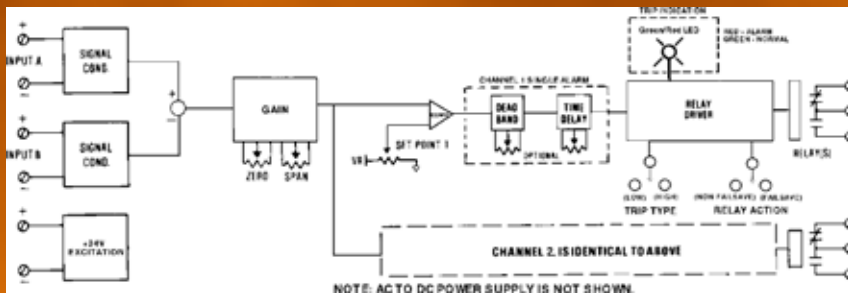 TRIP INDICATION
Green/Red LED
RED - ALARM
GREEN - NORMAL
+
INPUT A
−
SIGNAL
COND.
+
−
GAIN
ZERO
SPAN
CHANNEL 1 SINGLE ALARM
DEAD
BAND
TIME
DELAY
OPTIONAL
SET POINT 1
VR
RELAY
DRIVER
RELAY(S)
+
INPUT B
−
SIGNAL
COND.
(LOW)
(HIGH)
(NON FAILSAVE)
(FAILSAVE)
TRIP TYPE
RELAY ACTION
+
−
+24V
EXCITATION
CHANNEL 2, IS IDENTICAL TO ABOVE
NOTE: AC TO DC POWER SUPPLY IS NOT SHOWN.